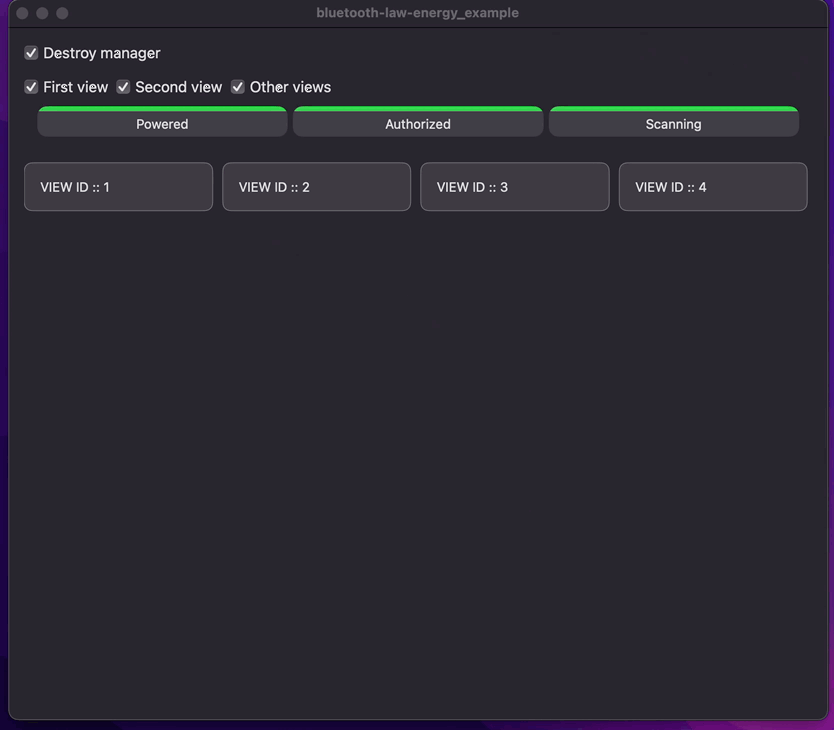 bluetooth-law-energy_example
Destroy manager
First view Second view Other views
Powered Authorized Scanning
VIEW ID :: 1 VIEW ID :: 2 VIEW ID :: 3 VIEW ID :: 4